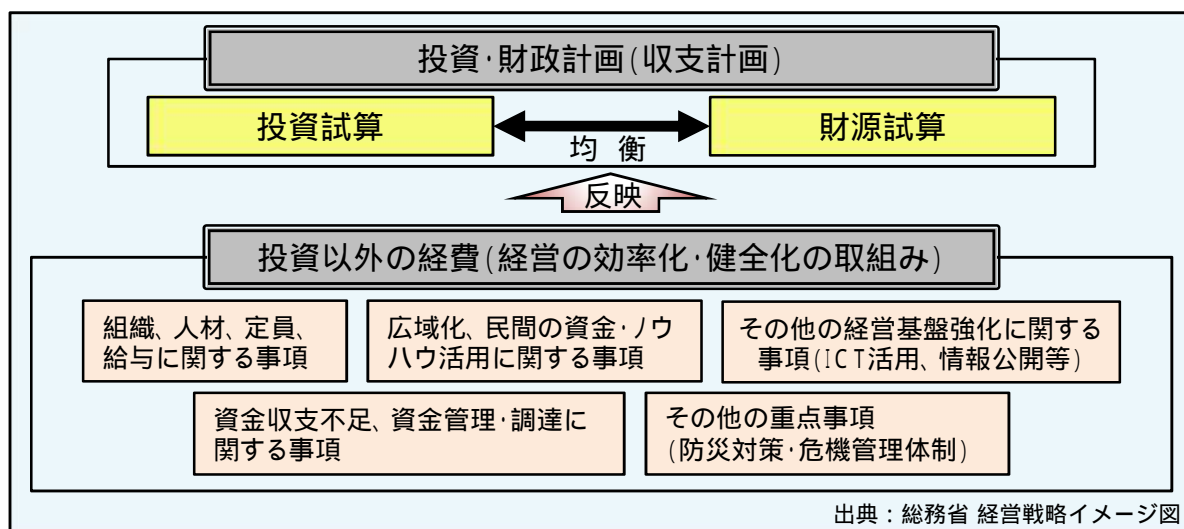 投資・財政計画(収支計画)
投資試算
財源試算
均 衡
反映
投資以外の経費(経営の効率化・健全化の取組み)
組織、人材、定員、
給与に関する事項
広域化、民間の資金・ノウ
ハウ活用に関する事項
その他の経営基盤強化に関する
事項(ICT活用、情報公開等)
資金収支不足、資金管理・調達に
関する事項
その他の重点事項
(防災対策・危機管理体制)
出典：総務省 経営戦略イメージ図